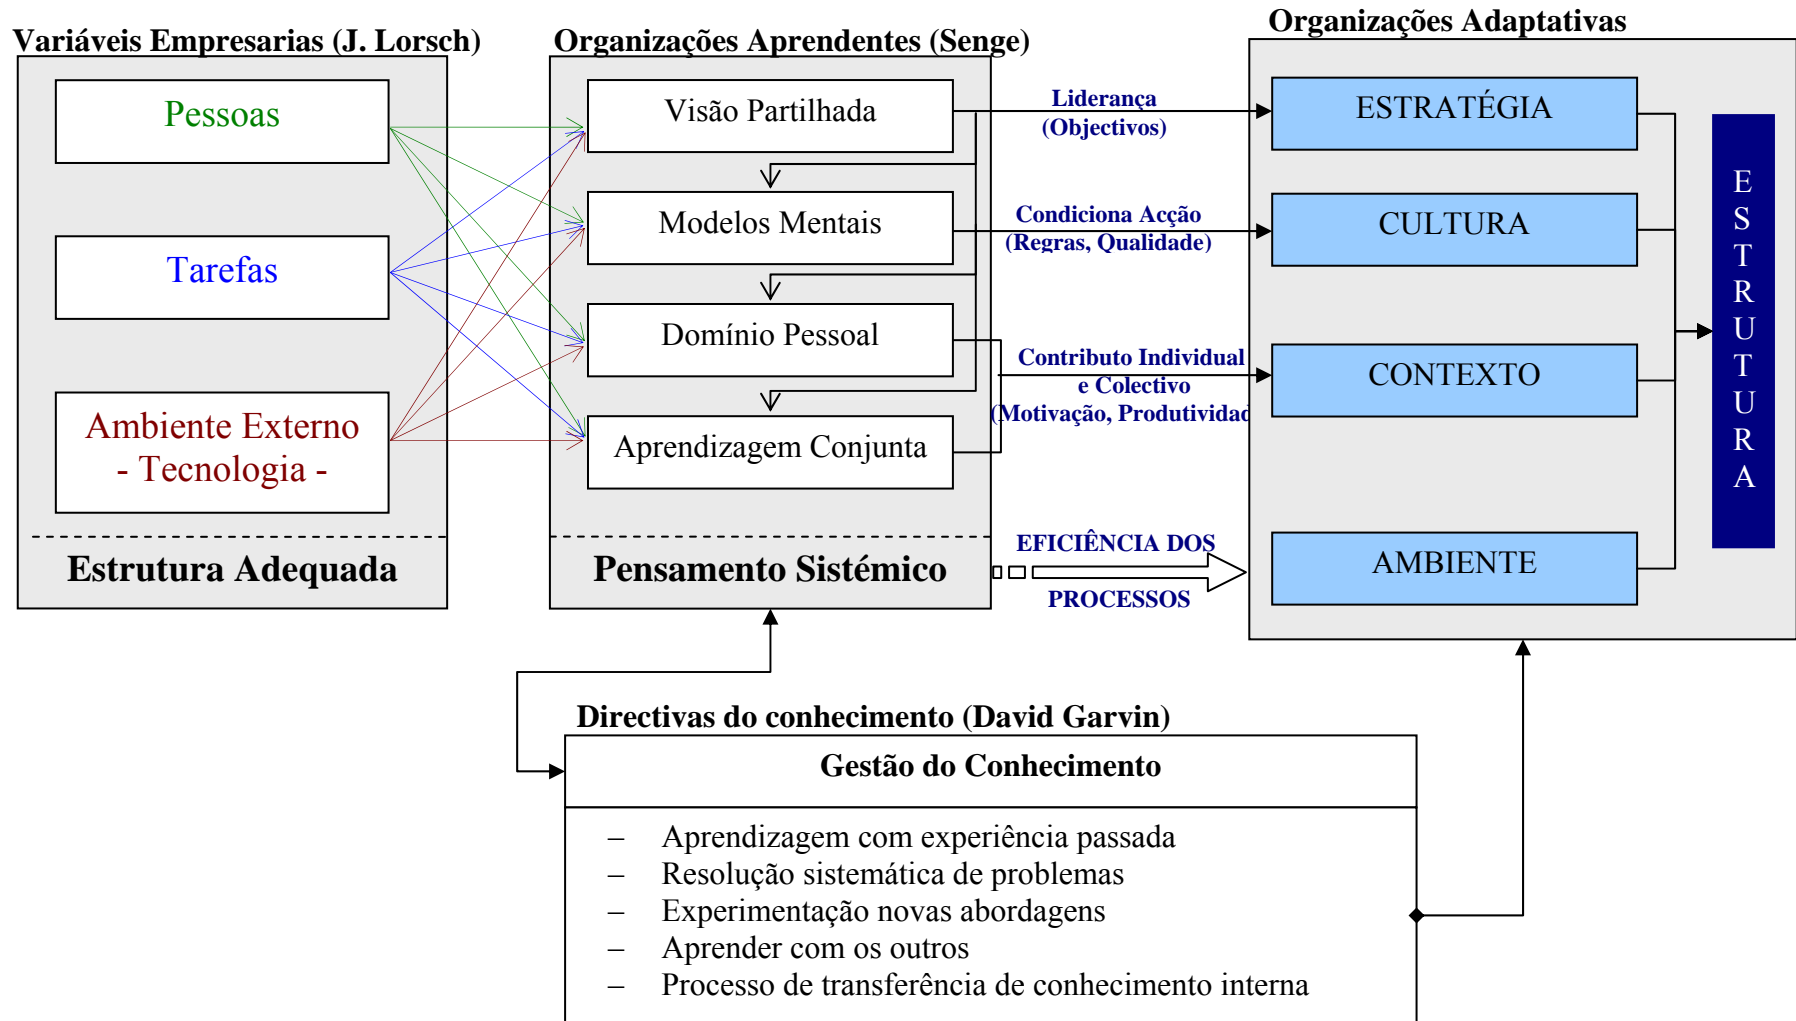 Variáveis Empresarias (J. Lorsch)
Pessoas
Tarefas
Ambiente Externo
- Tecnologia -
Estrutura Adequada
Organizações Aprendentes (Senge)
Visão Partilhada
Modelos Mentais
Domínio Pessoal
Aprendizagem Conjunta
Pensamento Sistémico
Liderança
(Objectivos)
Condiciona Acção
(Regras, Qualidade)
Contributo Individual
e Colectivo
(Motivação, Produtividad
EFICIÊNCIA DOS
PROCESSOS
Organizações Adaptativas
ESTRATÉGIA
CULTURA
CONTEXTO
AMBIENTE
ESTRUTURA
Directivas do conhecimento (David Garvin)
Gestão do Conhecimento
– Aprendizagem com experiência passada
– Resolução sistemática de problemas
– Experimentação novas abordagens
– Aprender com os outros
– Processo de transferência de conhecimento interna